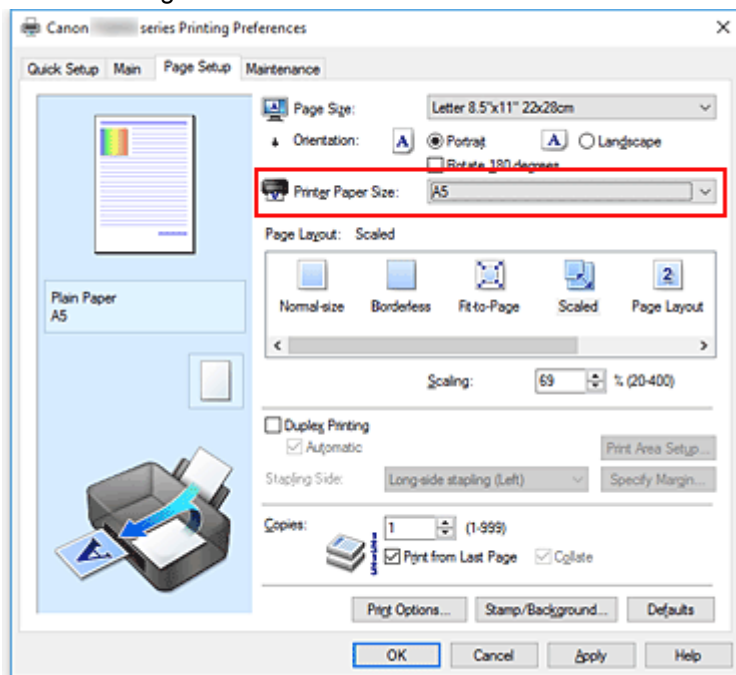 Canon series Printing Preferences
Quick Setup Main Page Setup Maintenance
Page Size: Letter 8.5"x11" 22x28cm
Orientation: A Portrait A Landscape
Rotate 180 degrees
Printer Paper Size: A5
Page Layout: Scaled
Normal-size Borderless Fit-to-Page Scaled Page Layout
Plain Paper
A5
Scaling: 69 % (20-400)
Duplex Printing
Automatic
Print Area Setup...
Stapling Side: Long-side stapling (Left) Specify Margin...
Copies: 1 (1-999)
Print from Last Page Collate
Print Options... Stamp/Background... Defaults
OK Cancel Apply Help